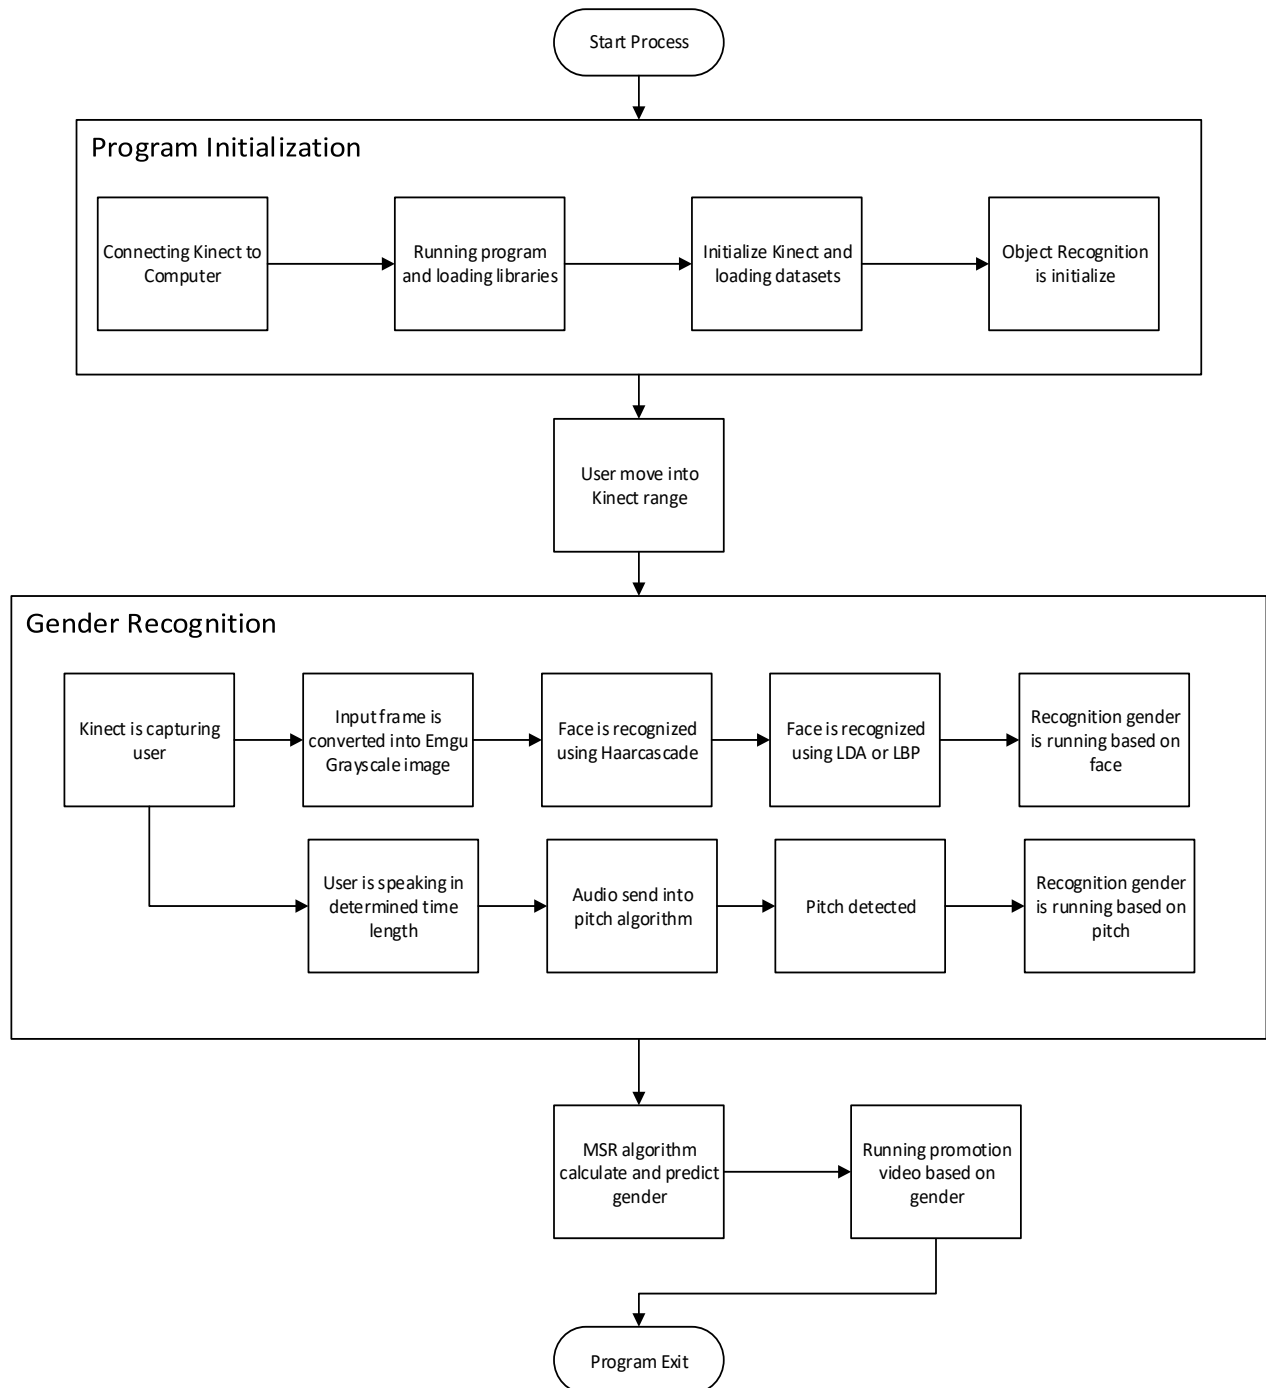 Start Process
Program Initialization
Connecting Kinect to
Computer
Running program
and loading libraries
Initialize Kinect and
loading datasets
Object Recognition
is initialize
User move into
Kinect range
Gender Recognition
Kinect is capturing
user
Input frame is
converted into Emgu
Grayscale image
Face is recognized
using Haarcascade
Face is recognized
using LDA or LBP
Recognition gender
is running based on
face
User is speaking in
determined time
length
Audio send into
pitch algorithm
Pitch detected
Recognition gender
is running based on
pitch
MSR algorithm
calculate and predict
gender
Running promotion
video based on
gender
Program Exit